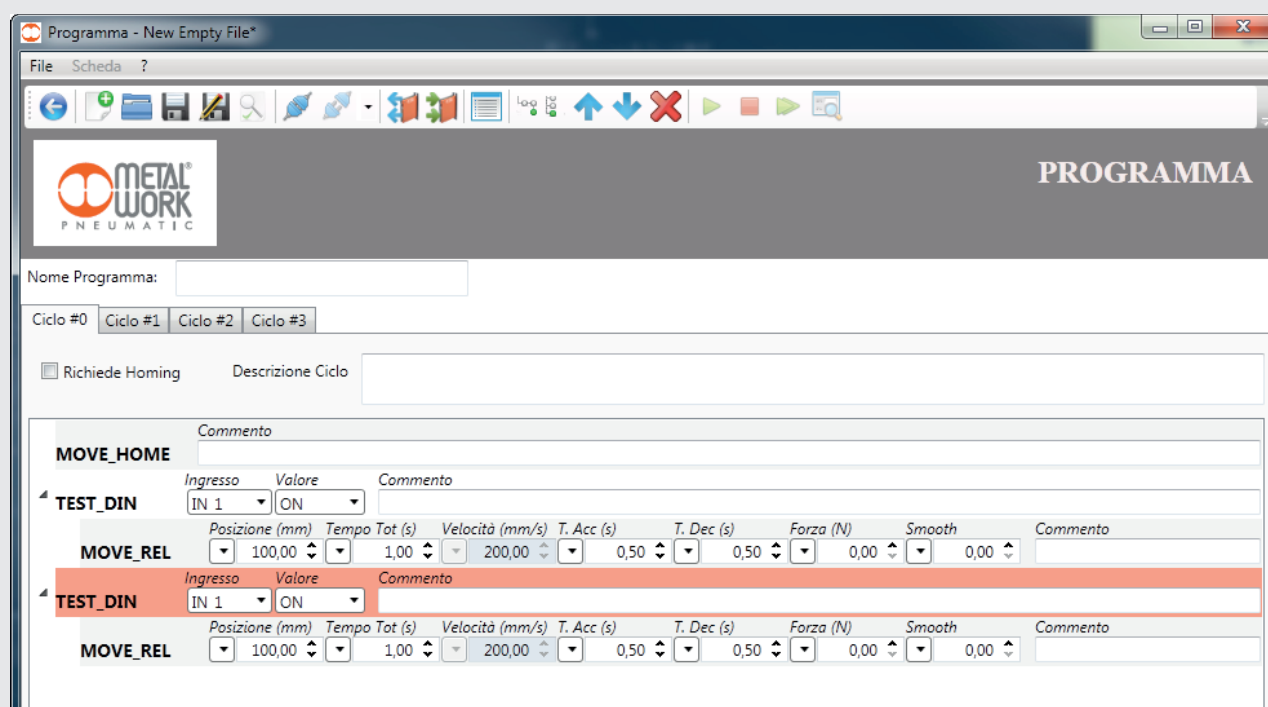 Programma - New Empty File*
File Scheda ?
METAL® WORK
PNEUMATIC
PROGRAMMA
Nome Programma:
Ciclo #0 Ciclo #1 Ciclo #2 Ciclo #3
Richiede Homing Descrizione Ciclo
Commento
MOVE_HOME
Ingresso Valore Commento
TEST_DIN IN 1 ON
Posizione (mm) Tempo Tot (s) Velocità (mm/s) T. Acc (s) T. Dec (s) Forza (N) Smooth Commento
MOVE_REL 100,00 1,00 200,00 0,50 0,50 0,00 0,00
Ingresso Valore Commento
TEST_DIN IN 1 ON
Posizione (mm) Tempo Tot (s) Velocità (mm/s) T. Acc (s) T. Dec (s) Forza (N) Smooth Commento
MOVE_REL 100,00 1,00 200,00 0,50 0,50 0,00 0,00